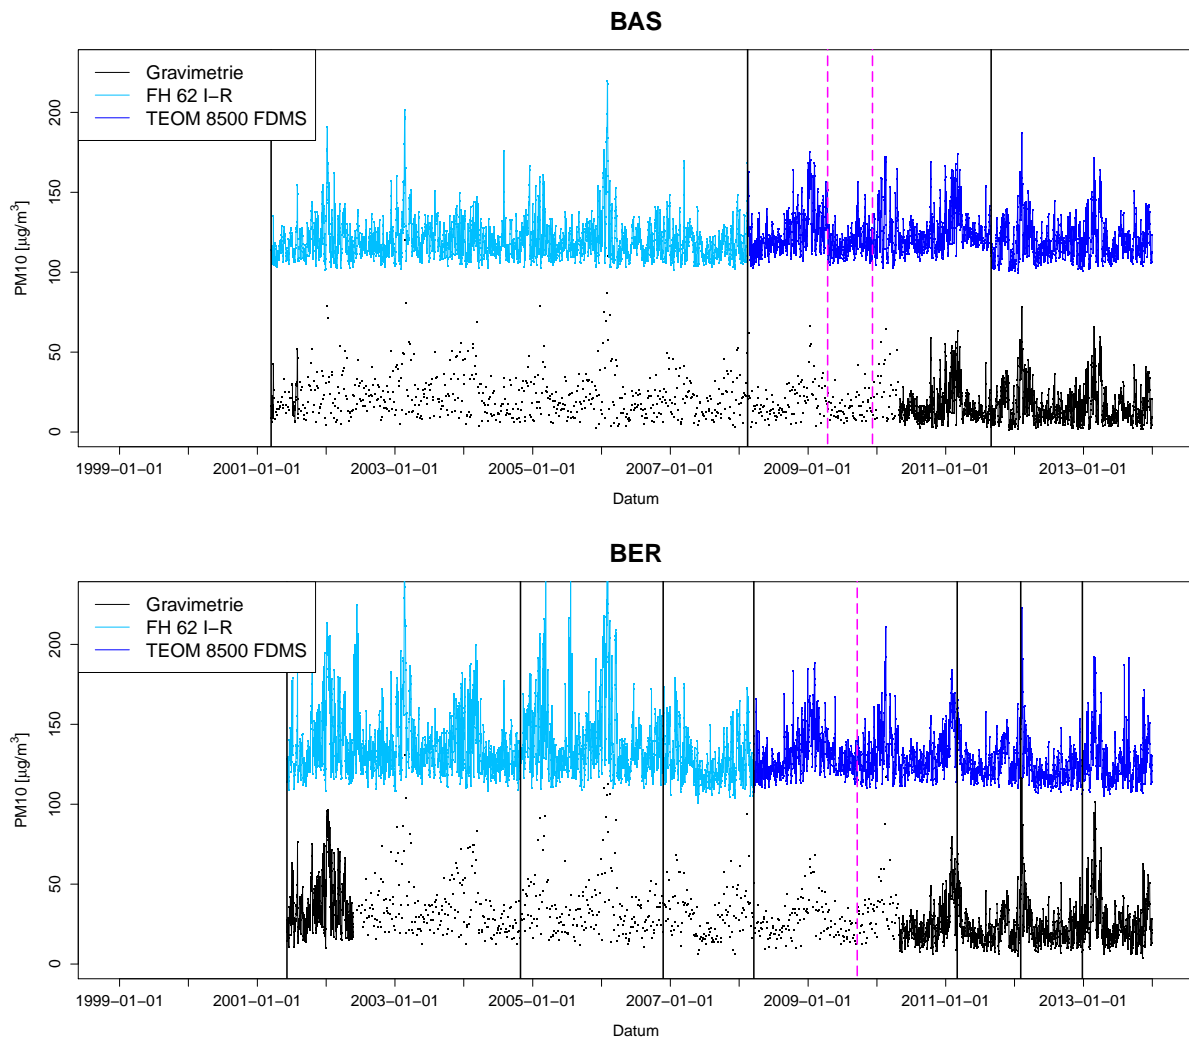 BAS
Gravimetrie
FH 62 I−R
TEOM 8500 FDMS
PM10 [µg/m³]
200
150
100
50
0
1999−01−01 2001−01−01 2003−01−01 2005−01−01 2007−01−01 2009−01−01 2011−01−01 2013−01−01
Datum
BER
Gravimetrie
FH 62 I−R
TEOM 8500 FDMS
PM10 [µg/m³]
200
150
100
50
0
1999−01−01 2001−01−01 2003−01−01 2005−01−01 2007−01−01 2009−01−01 2011−01−01 2013−01−01
Datum